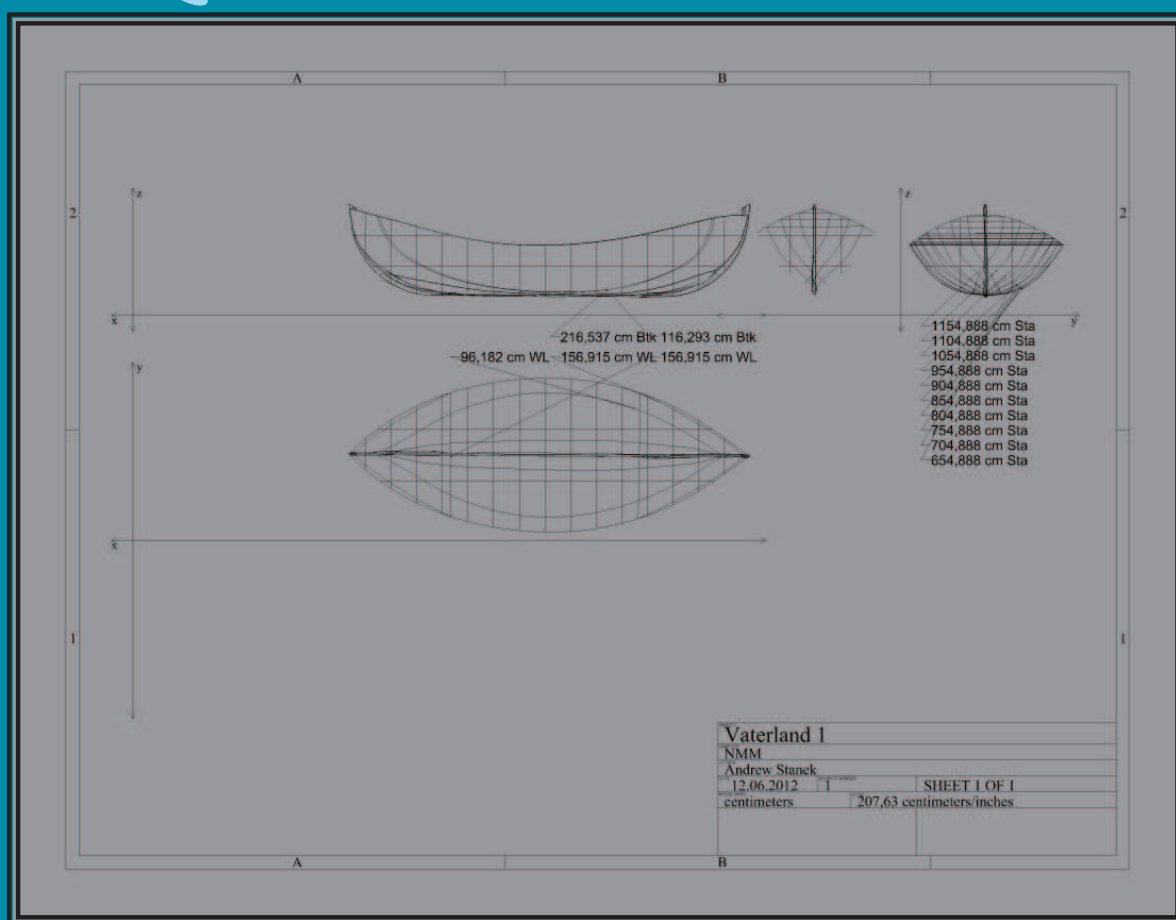 A B
2 2
z z
x y
216,537 cm Btk 116,293 cm Btk
96,182 cm WL 156,915 cm WL 156,915 cm WL
y
1154,888 cm Sta
1104,888 cm Sta
1054,888 cm Sta
954,888 cm Sta
904,888 cm Sta
854,888 cm Sta
804,888 cm Sta
754,888 cm Sta
704,888 cm Sta
654,888 cm Sta
x
1 1
Vaterland 1
NMM
Andrew Stanek
12.06.2012 1 SHEET 1 OF 1
centimeters 207,63 centimeters/inches
A B